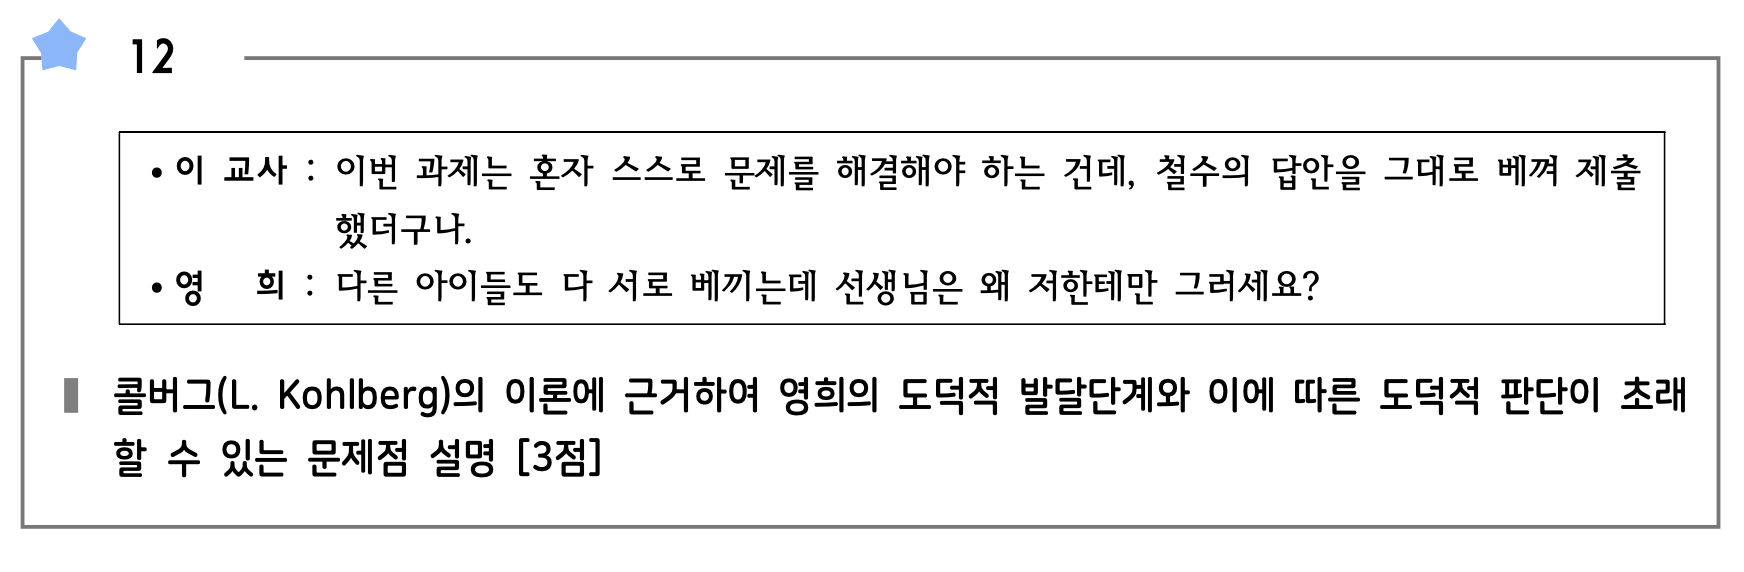 12
• 이 교사 : 이번 과제는 혼자 스스로 문제를 해결해야 하는 건데, 철수의 답안을 그대로 베껴 제출
했더구나.
• 영 희 : 다른 아이들도 다 서로 베끼는데 선생님은 왜 저한테만 그러세요?
콜버그(L. Kohlberg)의 이론에 근거하여 영희의 도덕적 발달단계와 이에 따른 도덕적 판단이 초래
할 수 있는 문제점 설명 [3점]